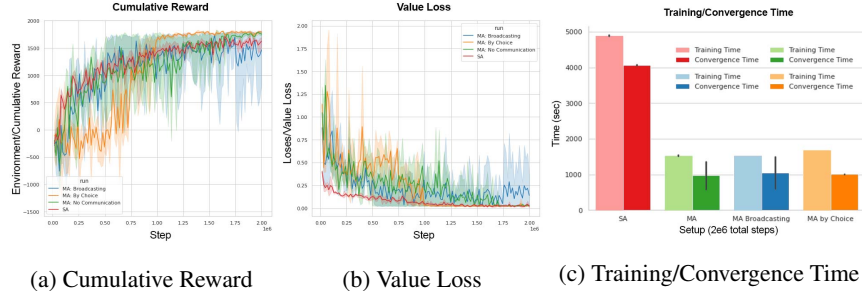 Cumulative Reward
Environment/Cumulative Reward
2000
1500
1000
500
0
-500
-1000
-1500
run
MA: Broadcasting
MA: By Choice
MA: No Communication
SA
0.00 0.25 0.50 0.75 1.00 1.25 1.50 1.75 2.00
1e6
Step
(a) Cumulative Reward
Value Loss
Loses/Value Loss
2.00
1.75
1.50
1.25
1.00
0.75
0.50
0.25
0.00
run
MA: Broadcasting
MA: By Choice
MA: No Communication
SA
0.00 0.25 0.50 0.75 1.00 1.25 1.50 1.75 2.00
1e6
Step
(b) Value Loss
Training/Convergence Time
Time (sec)
5000
4000
3000
2000
1000
0
Training Time
Convergence Time
Training Time
Convergence Time
Training Time
Convergence Time
Training Time
Convergence Time
SA MA MA Broadcasting MA by Choice
Setup (2e6 total steps)
(c) Training/Convergence Time